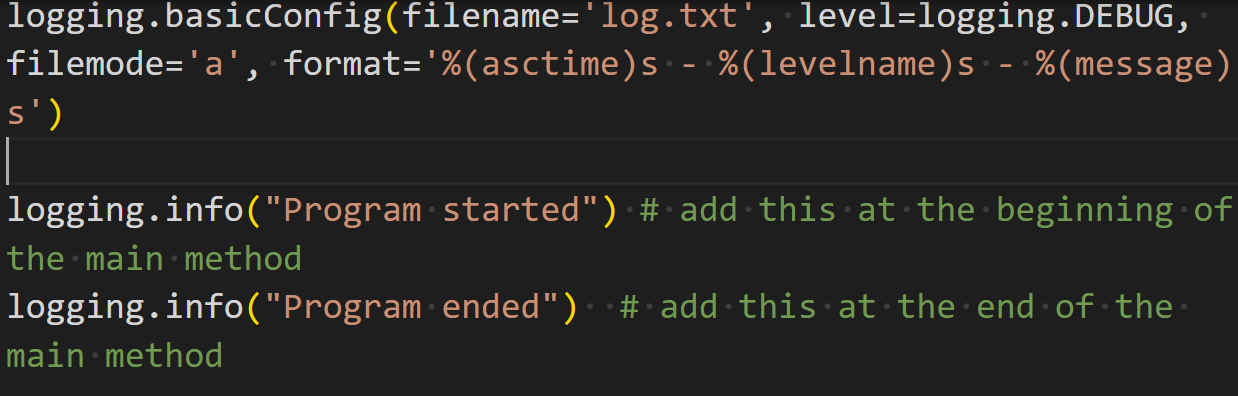 logging.basicConfig(filename='log.txt', level=logging.DEBUG,
filemode='a', format='%(asctime)s - %(levelname)s - %(message)
s')
logging.info("Program started") # add this at the beginning of
the main method
logging.info("Program ended")  # add this at the end of the
main method